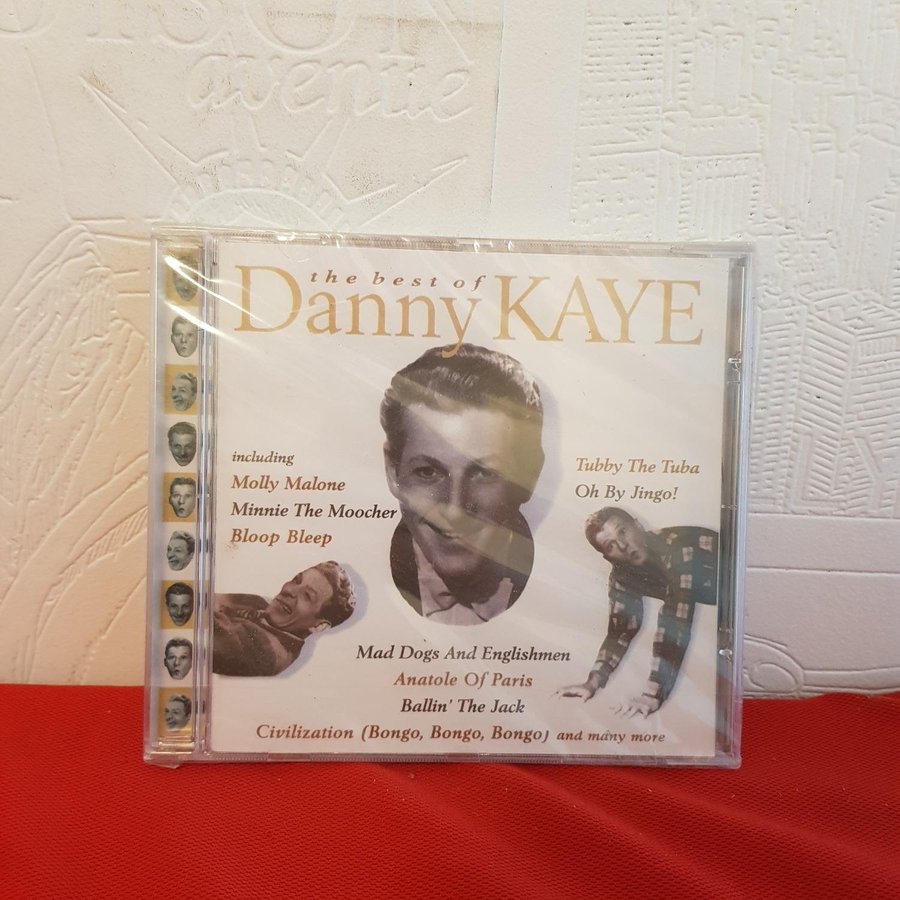 avenue
the best of
Danny KAYE
including
Molly Malone
Minnie The Moocher
Bloop Bleep
Tubby The Tuba
Oh By Jingo!
Mad Dogs And Englishmen
Anatole Of Paris
Ballin' The Jack
Civilization (Bongo, Bongo, Bongo) and many more